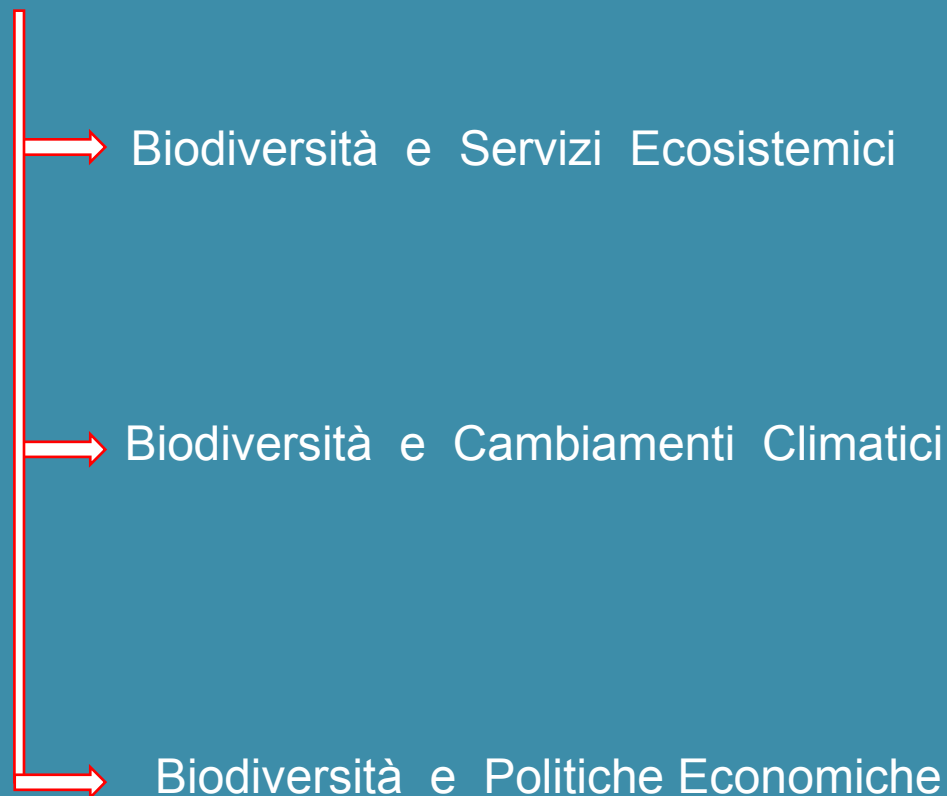 Biodiversità e Servizi Ecosistemici
Biodiversità e Cambiamenti Climatici
Biodiversità e Politiche Economiche